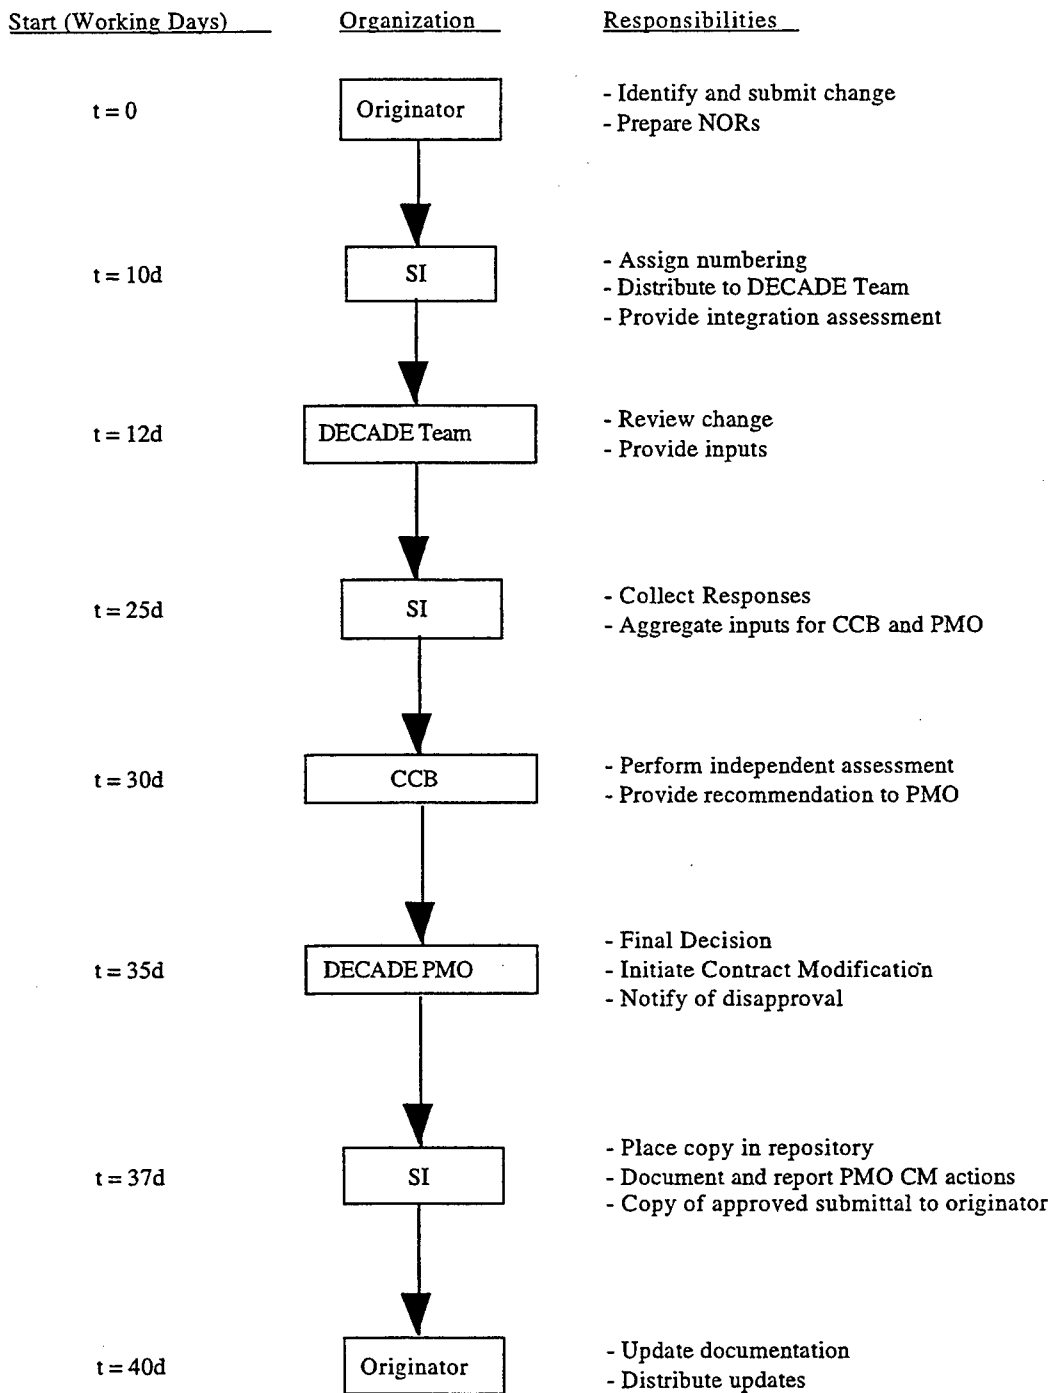 Start (Working Days) Organization Responsibilities
t = 0 Originator - Identify and submit change
- Prepare NORs
t = 10d SI - Assign numbering
- Distribute to DECADE Team
- Provide integration assessment
t = 12d DECADE Team - Review change
- Provide inputs
t = 25d SI - Collect Responses
- Aggregate inputs for CCB and PMO
t = 30d CCB - Perform independent assessment
- Provide recommendation to PMO
t = 35d DECADE PMO - Final Decision
- Initiate Contract Modification
- Notify of disapproval
t = 37d SI - Place copy in repository
- Document and report PMO CM actions
- Copy of approved submittal to originator
t = 40d Originator - Update documentation
- Distribute updates